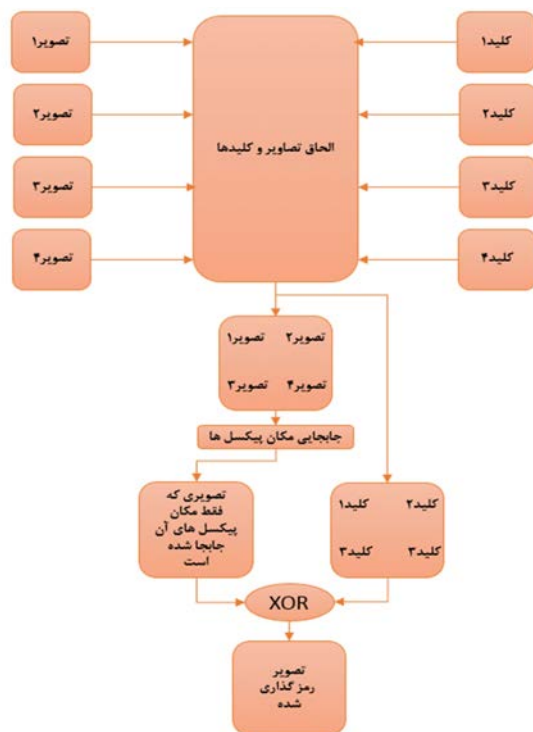 تصویر۱
کلید۱
تصویر۲
کلید۲
الحاق تصاویر و کلیدها
تصویر۳
کلید۳
تصویر۴
کلید۴
تصویر۱ تصویر۲
تصویر۳ تصویر۴
جابجایی مکان پیکسل ها
تصویری که
فقط مکان
پیکسل های آن
جابجا شده
است
کلید۱ کلید۲
کلید۳ کلید۳
XOR
تصویر
رمز گذاری
شده